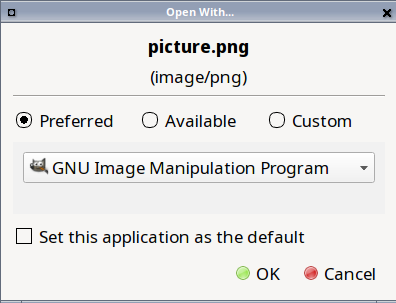 Open With...
picture.png
(image/png)
Preferred Available Custom
GNU Image Manipulation Program
Set this application as the default
OK Cancel